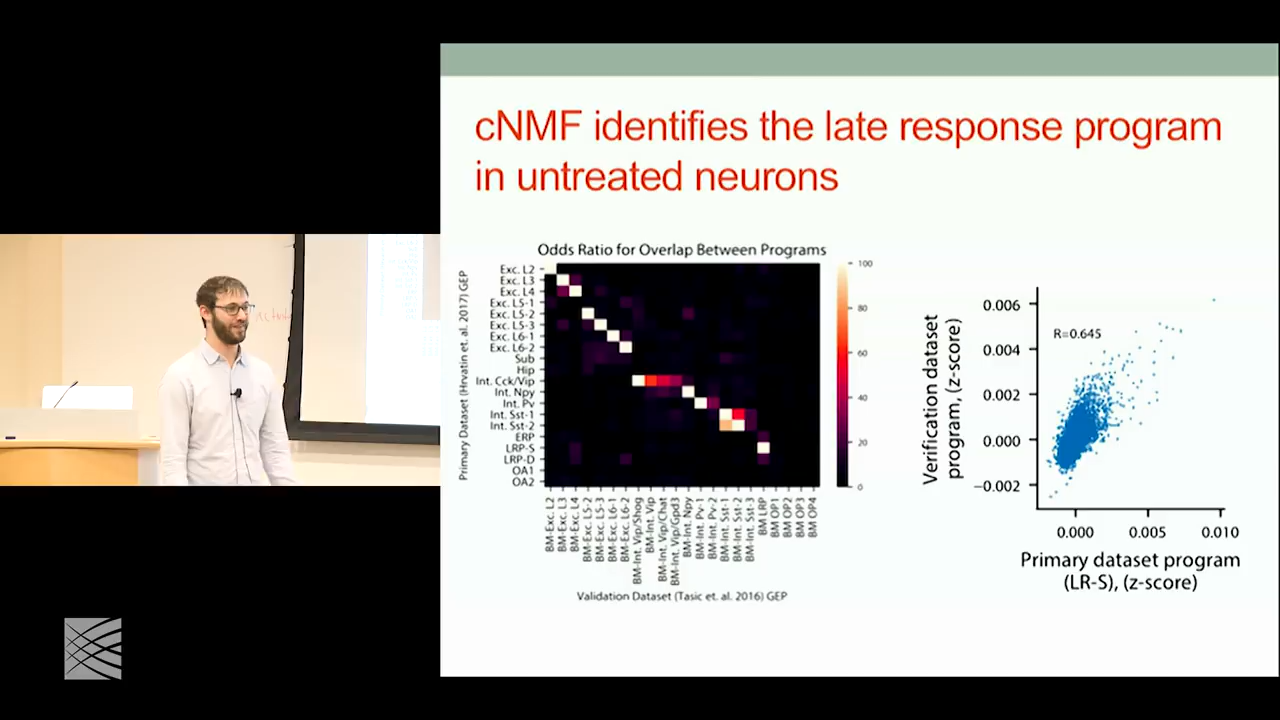 cNMF identifies the late response program
in untreated neurons
Odds Ratio for Overlap Between Programs
Primary Dataset (Hrvatin et. al. 2017) GEP
Exc. L2
Exc. L3
Exc. L4
Exc. L5-1
Exc. L5-2
Exc. L5-3
Exc. L6-1
Exc. L6-2
Sub
Hip
Int. Cck/Vip
Int. Npy
Int. Pv
Int. Sst-1
Int. Sst-2
ERP
LRP-S
LRP-D
OA1
OA2
BM-Exc. L2
BM-Exc. L3
BM-Exc. L4
BM-Exc. L5-2
BM-Exc. L5-3
BM-Exc. L6-1
BM-Exc. L6-2
BM-Int. Vip/Shog
BM-Int. Vip
BM-Int. Vip/Chat
BM-Int. Vip/Gpd3
BM-Int. Npy
BM-Int. Pv-1
BM-Int. Pv-2
BM-Int. Sst-1
BM-Int. Sst-2
BM-Int. Sst-3
BM LRP
BM OP1
BM OP2
BM OP3
BM OP4
Validation Dataset (Tasic et. al. 2016) GEP
100
80
60
40
20
0
Verification dataset
program, (z-score)
0.006
0.004
0.002
0.000
−0.002
R=0.645
0.000
0.005
0.010
Primary dataset program
(LR-S), (z-score)